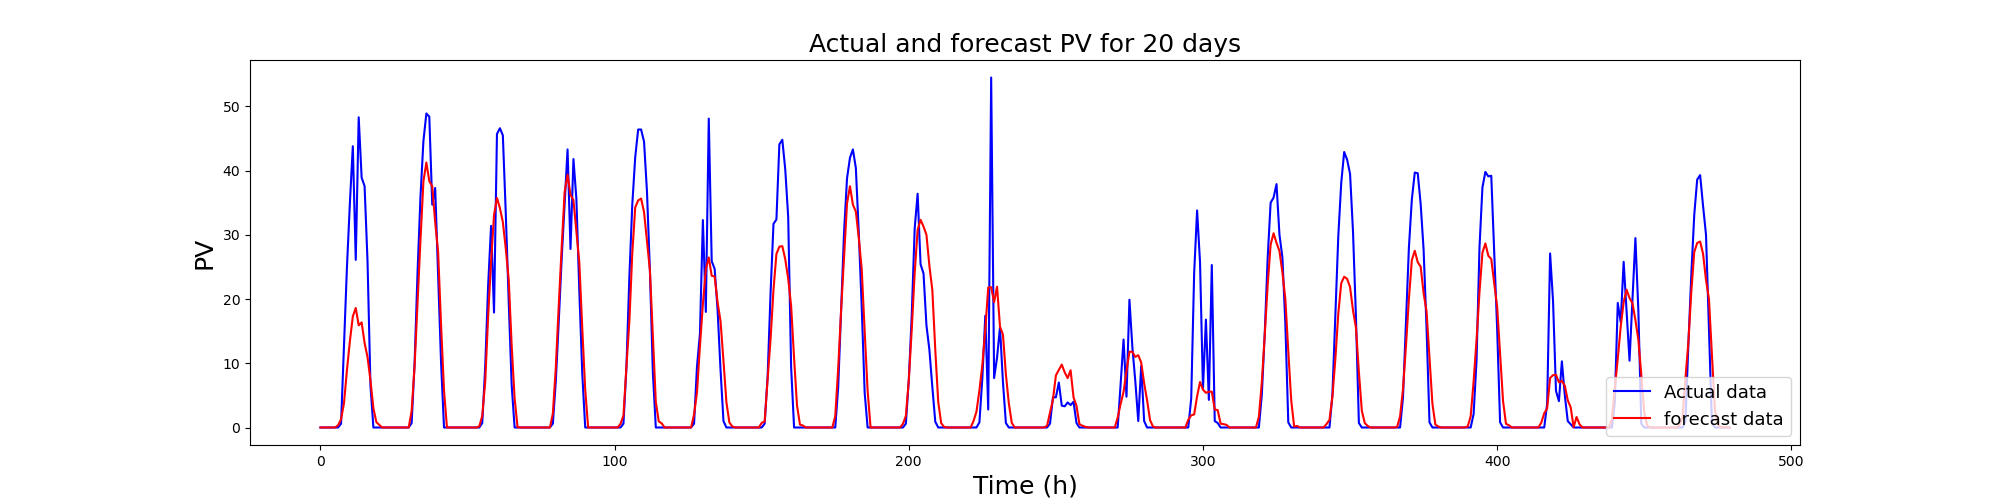 Actual and forecast PV for 20 days
50
40
30
20
10
0
PV
0 100 200 300 400 500
Time (h)
Actual data
forecast data